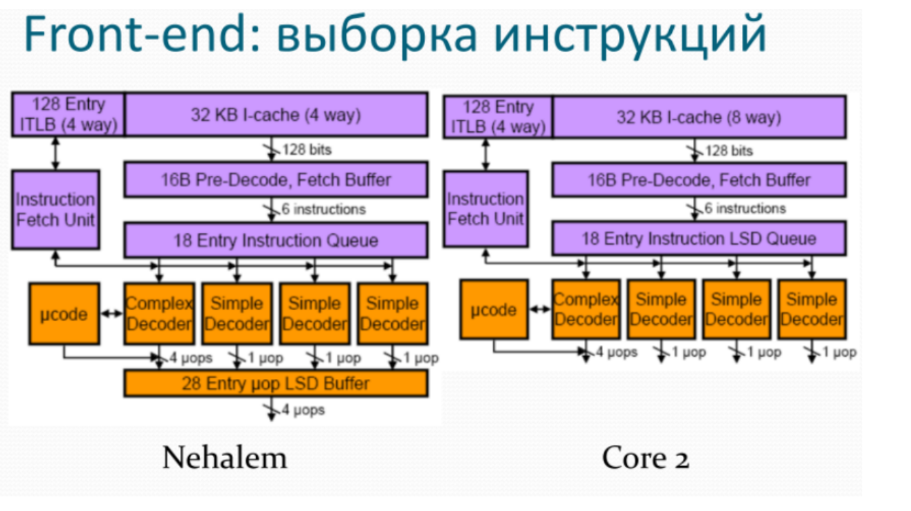 Front-end: выборка инструкций
128 Entry
ITLB (4 way)
32 KB I-cache (4 way)
128 bits
Instruction
Fetch Unit
16B Pre-Decode, Fetch Buffer
6 instructions
18 Entry Instruction Queue
µcode
Complex
Decoder
Simple
Decoder
Simple
Decoder
Simple
Decoder
4 µops
1 µop
1 µop
1 µop
28 Entry µop LSD Buffer
4 µops
Nehalem
128 Entry
ITLB (4 way)
32 KB I-cache (8 way)
128 bits
Instruction
Fetch Unit
16B Pre-Decode, Fetch Buffer
6 instructions
18 Entry Instruction LSD Queue
µcode
Complex
Decoder
Simple
Decoder
Simple
Decoder
Simple
Decoder
4 µops
1 µop
1 µop
1 µop
Core 2